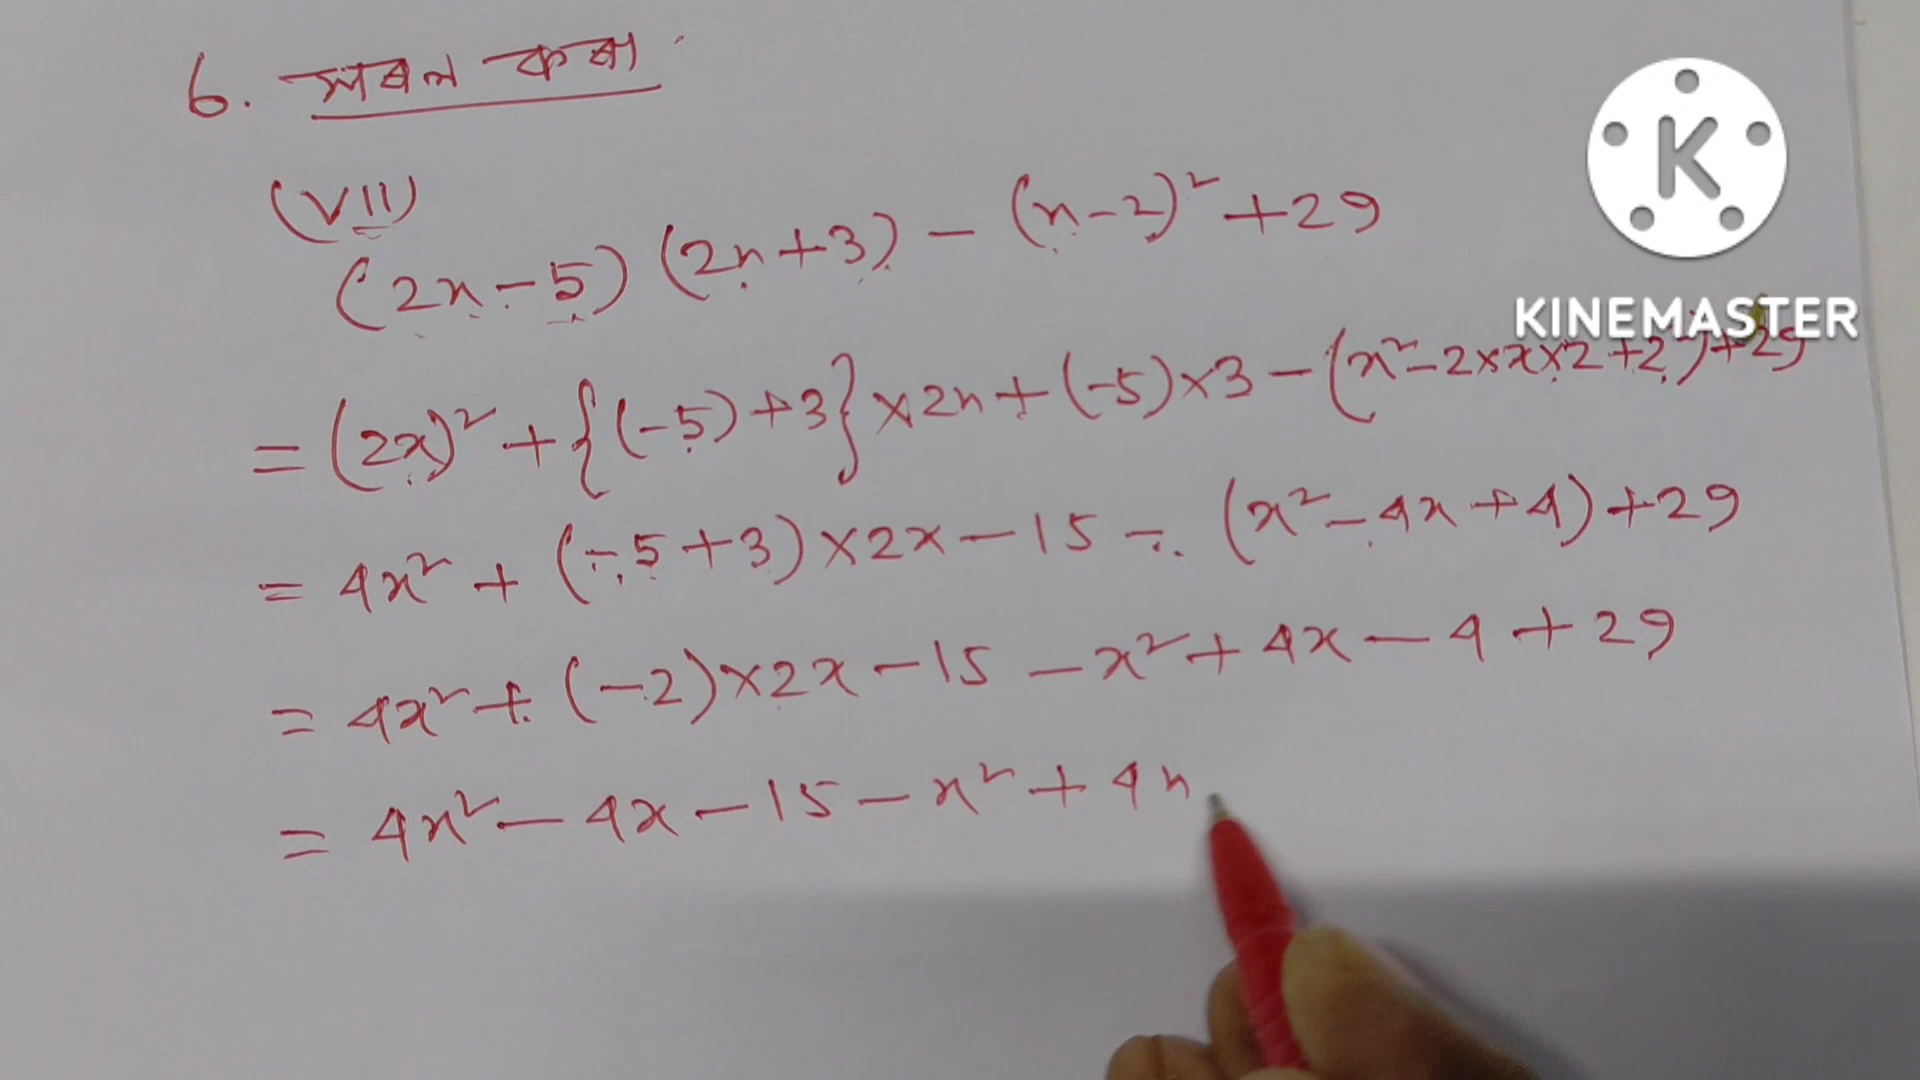 6. সৰল কৰা
(VII)
(2x-5) (2x+3) - (x-2)² +29
= (2x)² + {(-5)+3} ×2x+ (-5)×3 - (x²-2×x×2+2²)+29
= 4x² + (-5+3)×2x-15 - (x²-4x+4)+29
= 4x² + (-2)×2x-15 -x²+4x-4+29
= 4x²-4x-15-x²+4x
K
KINEMASTER